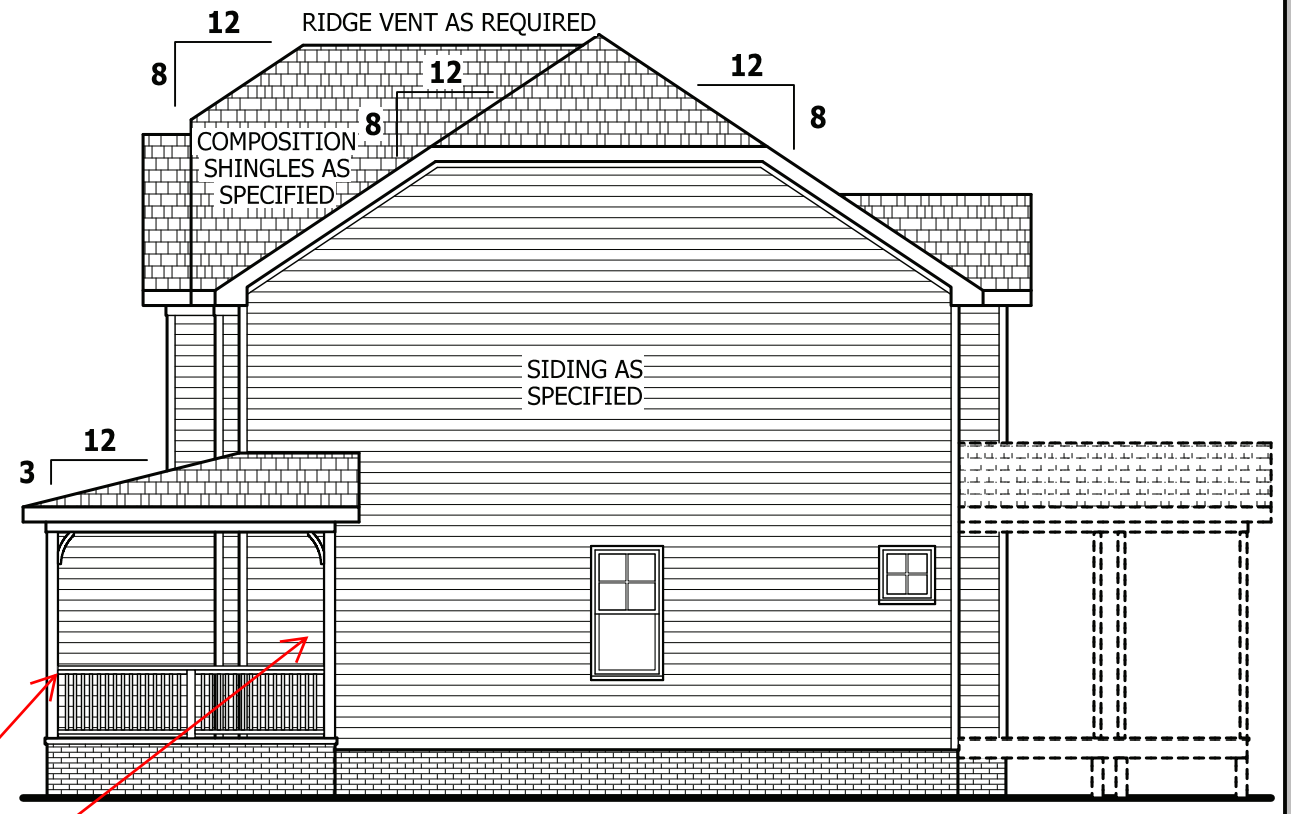 12
RIDGE VENT AS REQUIRED
8
12
8
12
8
COMPOSITION
SHINGLES AS
SPECIFIED
SIDING AS
SPECIFIED
12
3